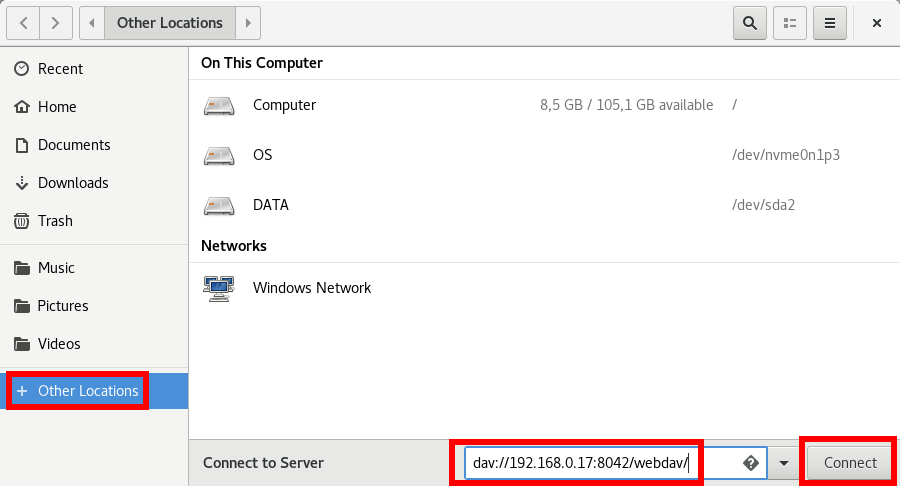 Other Locations
Recent
Home
Documents
Downloads
Trash
Music
Pictures
Videos
Other Locations
On This Computer
Computer 8,5 GB / 105,1 GB available /
OS /dev/nvme0n1p3
DATA /dev/sda2
Networks
Windows Network
Connect to Server dav://192.168.0.17:8042/webdav/ Connect